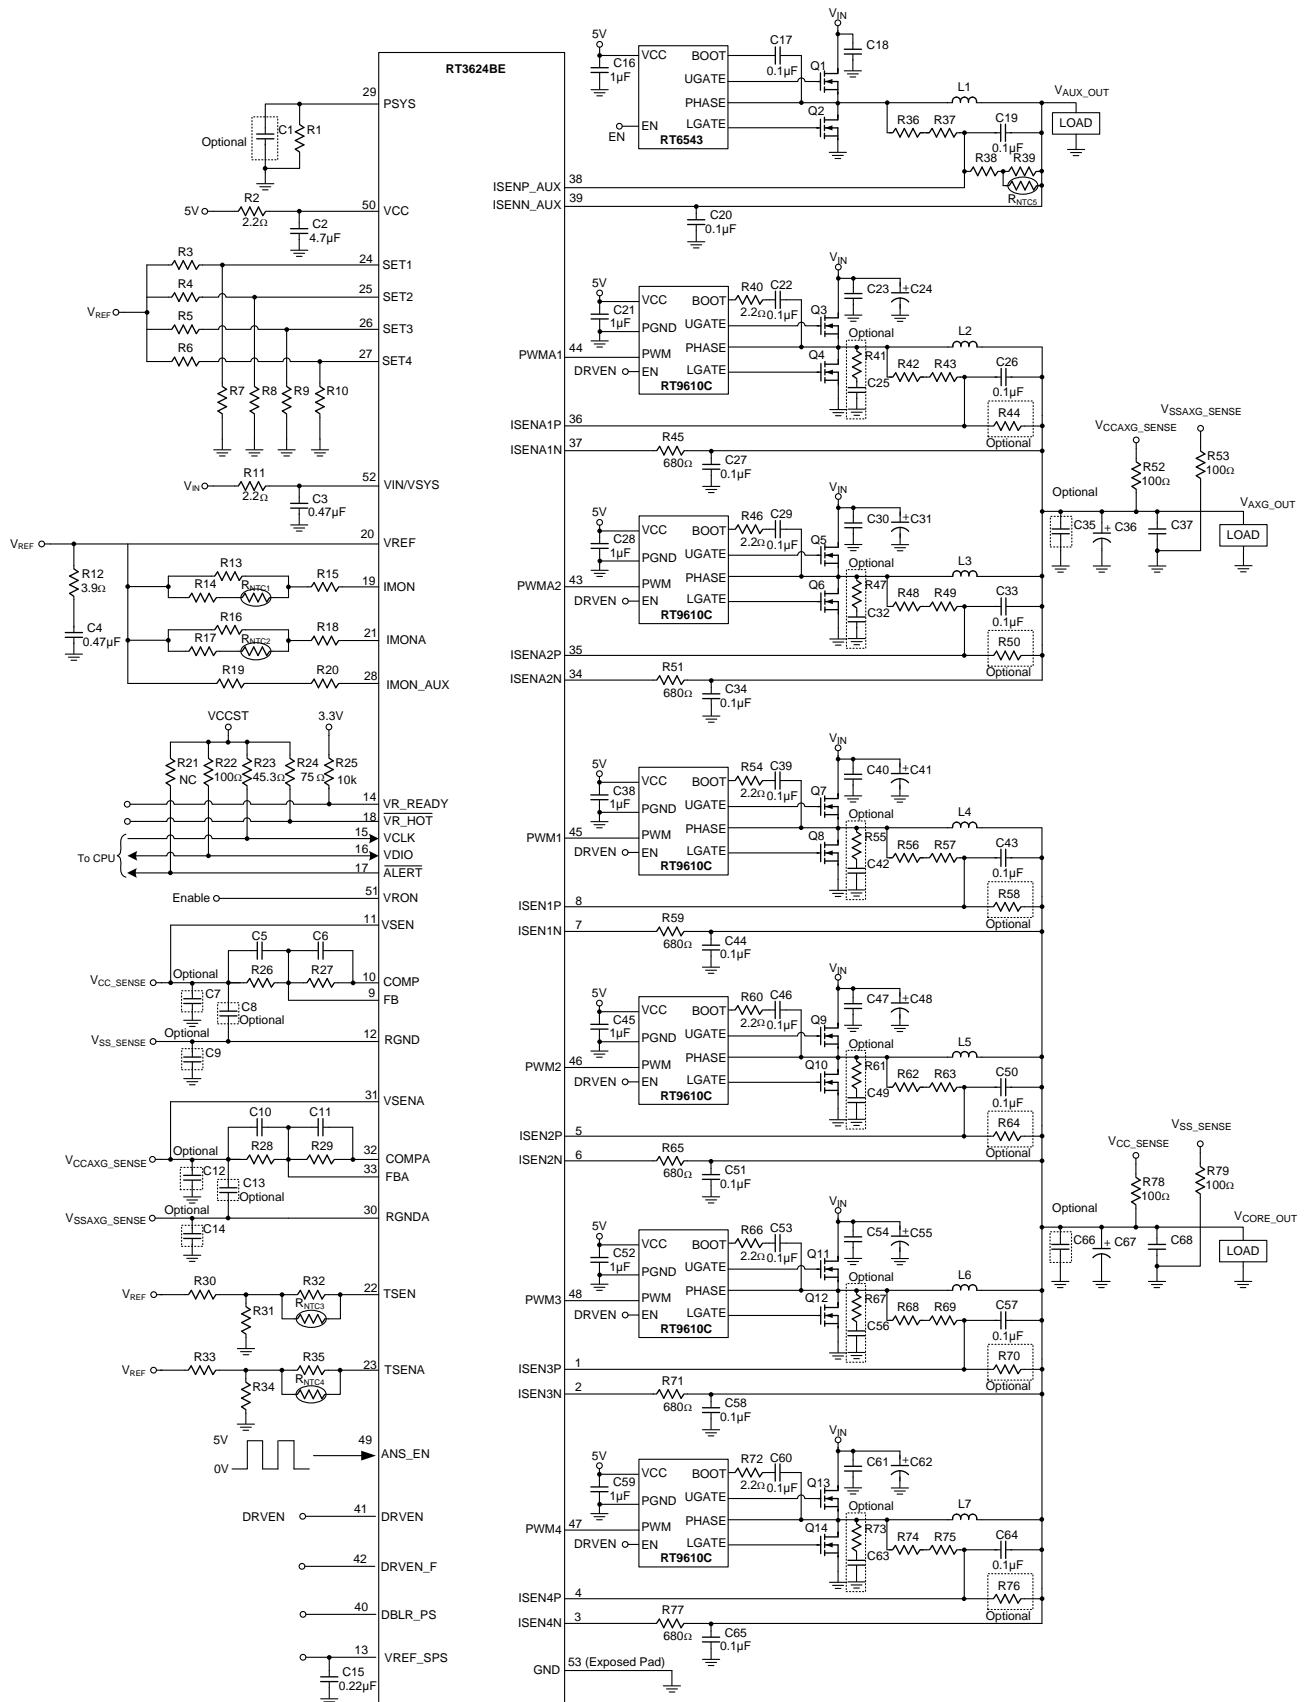 RT3624BE
29 PSYS
Optional C1 R1
5V R2 2.2Ω 50 VCC
C2 4.7µF
R3 24 SET1
R4 25 SET2
VREF
R5 26 SET3
R6 27 SET4
R7 R8 R9 R10
VIN R11 2.2Ω 52 VIN/VSYS
C3 0.47µF
VREF 20 VREF
R12 3.9Ω
C4 0.47µF
R13 R14 RNTC1 R15 19 IMON
R16 R17 RNTC2 R18 21 IMONA
R19 R20 28 IMON_AUX
VCCST 3.3V
R21 NC R22 100Ω R23 45.3Ω R24 75Ω R25 10k
14 VR_READY
18 VR_HOT
15 VCLK
To CPU 16 VDIO
17 ALERT
Enable 51 VRON
11 VSEN
C5 C6
VCC_SENSE Optional R26 R27 10 COMP
C7 9 FB
C8 Optional
VSS_SENSE Optional 12 RGND
C9
31 VSENA
C10 C11
VCCAXG_SENSE Optional R28 R29 32 COMPA
C12 33 FBA
C13 Optional
VSSAXG_SENSE Optional 30 RGNDA
C14
VREF R30 R32 22 TSEN
R31 RNTC3
VREF R33 R35 23 TSENA
R34 RNTC4
5V 0V 49 ANS_EN
DRVEN 41 DRVEN
42 DRVEN_F
40 DBLR_PS
13 VREF_SPS
C15 0.22µF
VIN
5V C16 1µF VCC BOOT C17 0.1µF C18
UGATE Q1
PHASE L1 VAUX_OUT
EN EN LGATE Q2 R36 R37 C19 0.1µF LOAD
RT6543
R38 R39
RNTC5
ISENP_AUX 38
ISENN_AUX 39
C20 0.1µF
VIN
5V C21 1µF VCC BOOT R40 2.2Ω C22 0.1µF C23 C24
PGND UGATE Q3 Optional
PWMA1 44 PWM PHASE L2
DRVEN EN LGATE Q4 R41 C25 R42 R43 C26 0.1µF
RT9610C
R44 Optional
ISENA1P 36
ISENA1N 37 R45 680Ω
C27 0.1µF
VCCAXG_SENSE VSSAXG_SENSE
R52 100Ω R53 100Ω
Optional VAXG_OUT
C35 C36 C37 LOAD
VIN
5V C28 1µF VCC BOOT R46 2.2Ω C29 0.1µF C30 C31
PGND UGATE Q5 Optional
PWMA2 43 PWM PHASE L3
DRVEN EN LGATE Q6 R47 C32 R48 R49 C33 0.1µF
RT9610C
R50 Optional
ISENA2P 35
ISENA2N 34 R51 680Ω
C34 0.1µF
VIN
5V C38 1µF VCC BOOT R54 2.2Ω C39 0.1µF C40 C41
PGND UGATE Q7 Optional
PWM1 45 PWM PHASE L4
DRVEN EN LGATE Q8 R55 C42 R56 R57 C43 0.1µF
RT9610C
R58 Optional
ISEN1P 8
ISEN1N 7 R59 680Ω
C44 0.1µF
VIN
5V C45 1µF VCC BOOT R60 2.2Ω C46 0.1µF C47 C48
PGND UGATE Q9 Optional
PWM2 46 PWM PHASE L5
DRVEN EN LGATE Q10 R61 C49 R62 R63 C50 0.1µF
RT9610C
R64 Optional
ISEN2P 5
ISEN2N 6 R65 680Ω
C51 0.1µF
VCC_SENSE VSS_SENSE
R78 100Ω R79 100Ω
Optional VCORE_OUT
C66 C67 C68 LOAD
VIN
5V C52 1µF VCC BOOT R66 2.2Ω C53 0.1µF C54 C55
PGND UGATE Q11 Optional
PWM3 48 PWM PHASE L6
DRVEN EN LGATE Q12 R67 C56 R68 R69 C57 0.1µF
RT9610C
R70 Optional
ISEN3P 1
ISEN3N 2 R71 680Ω
C58 0.1µF
VIN
5V C59 1µF VCC BOOT R72 2.2Ω C60 0.1µF C61 C62
PGND UGATE Q13 Optional
PWM4 47 PWM PHASE L7
DRVEN EN LGATE Q14 R73 C63 R74 R75 C64 0.1µF
RT9610C
R76 Optional
ISEN4P 4
ISEN4N 3 R77 680Ω
C65 0.1µF
GND 53 (Exposed Pad)